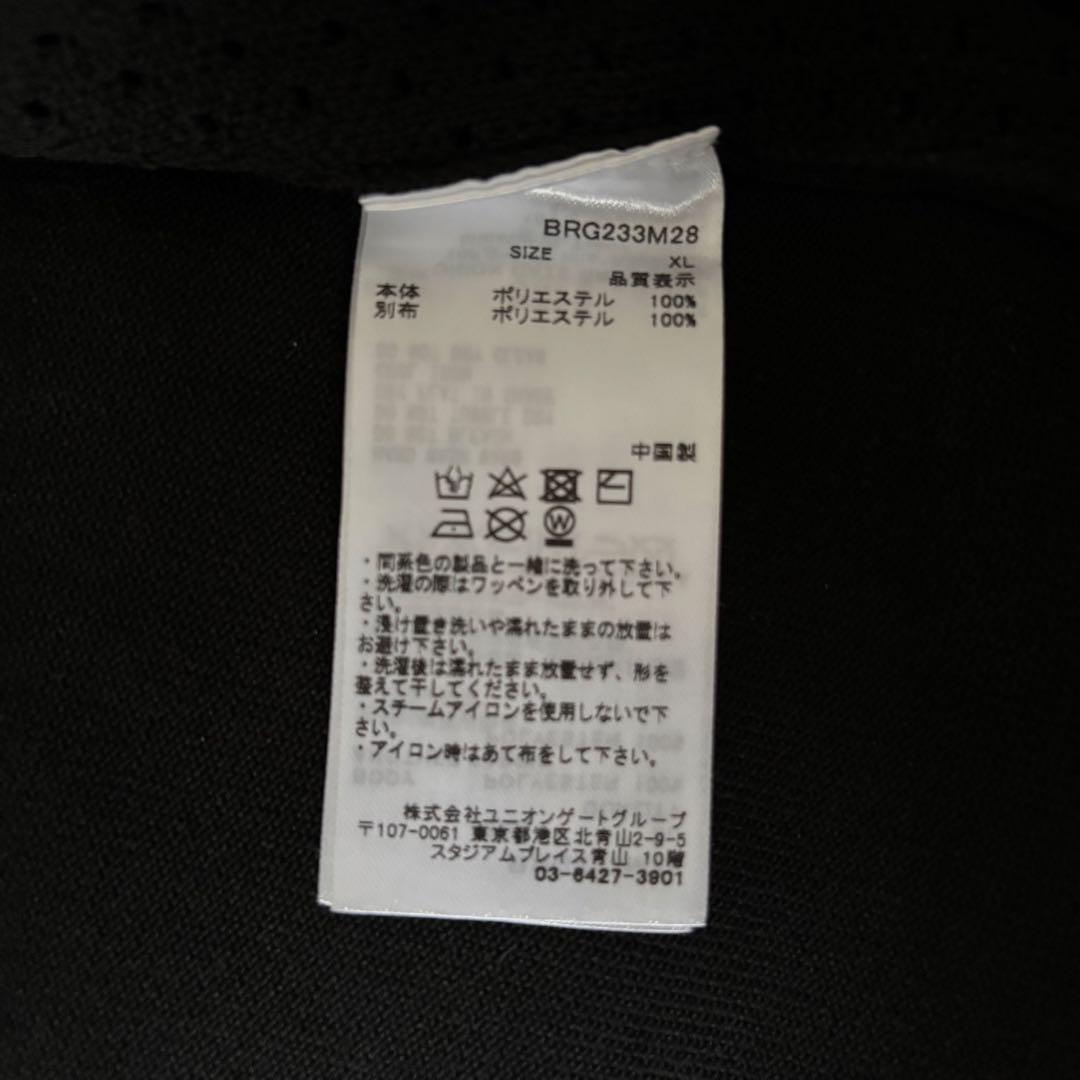 BRG233M28
SIZE XL
品質表示
本体 ポリエステル 100%
別布 ポリエステル 100%
中国製
W
・同系色の製品と一緒に洗って下さい。
・洗濯の際はワッペンを取り外して下
さい。
・浸け置き洗いや濡れたままの放置は
お避け下さい。
・洗濯後は濡れたまま放置せず、形を
整えて干してください。
・スチームアイロンを使用しないで下
さい。
・アイロン時はあて布をして下さい。
株式会社ユニオンゲートグループ
〒107-0061 東京都港区北青山2-9-5
スタジアムプレイス青山 10階
03-6427-3901